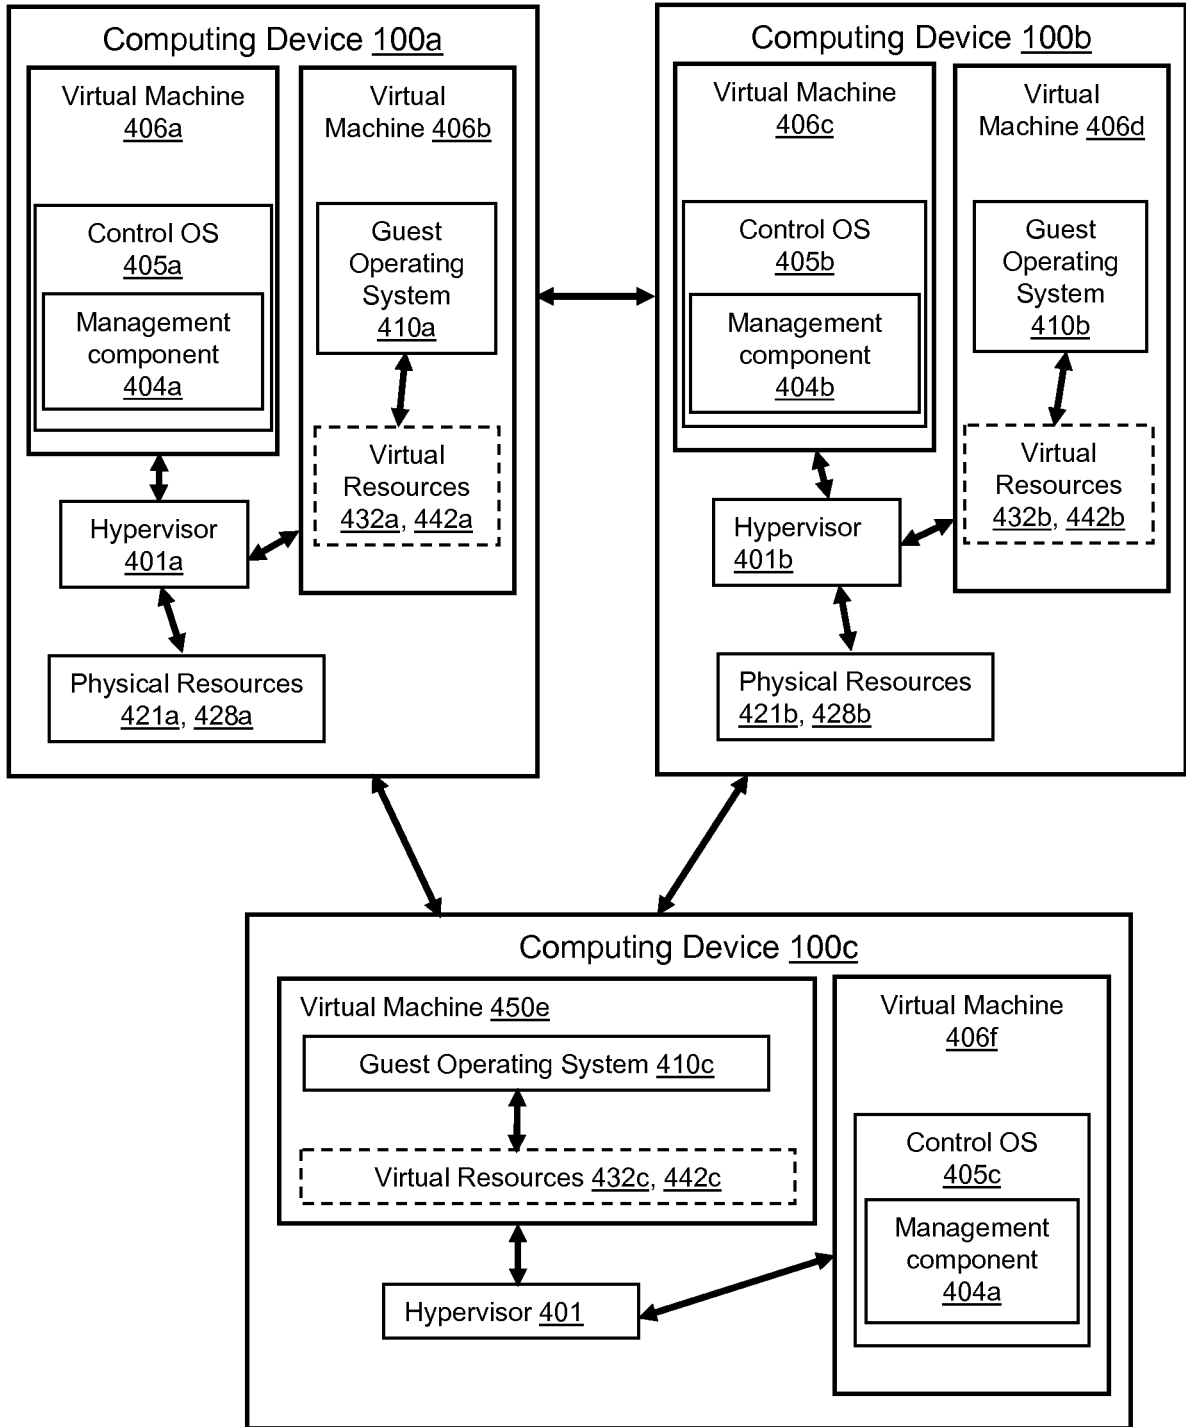 Computing Device 100a
Virtual Machine
406a
Virtual
Machine 406b
Control OS
405a
Management
component
404a
Guest
Operating
System
410a
Virtual
Resources
432a, 442a
Hypervisor
401a
Physical Resources
421a, 428a
Computing Device 100b
Virtual Machine
406c
Virtual
Machine 406d
Control OS
405b
Management
component
404b
Guest
Operating
System
410b
Virtual
Resources
432b, 442b
Hypervisor
401b
Physical Resources
421b, 428b
Computing Device 100c
Virtual Machine 450e
Guest Operating System 410c
Virtual Resources 432c, 442c
Hypervisor 401
Virtual Machine
406f
Control OS
405c
Management
component
404a